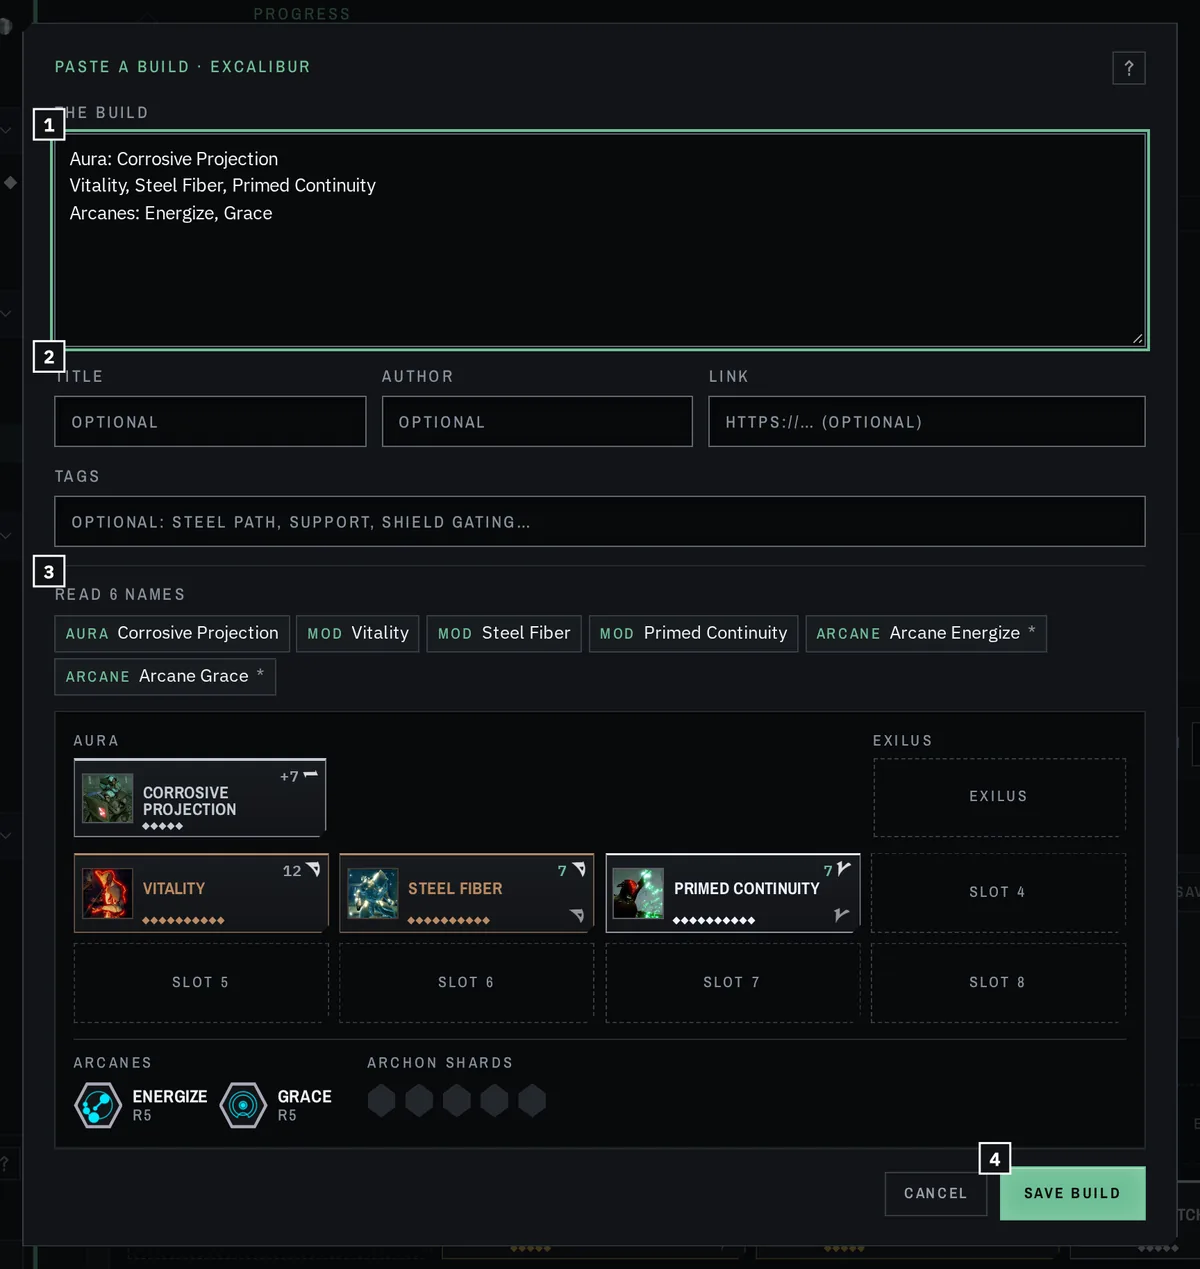 PROGRESS
PASTE A BUILD · EXCALIBUR
?
THE BUILD
1
Aura: Corrosive Projection
Vitality, Steel Fiber, Primed Continuity
Arcanes: Energize, Grace
2
TITLE
AUTHOR
LINK
OPTIONAL
OPTIONAL
HTTPS://… (OPTIONAL)
TAGS
OPTIONAL: STEEL PATH, SUPPORT, SHIELD GATING…
3
READ 6 NAMES
AURA Corrosive Projection
MOD Vitality
MOD Steel Fiber
MOD Primed Continuity
ARCANE Arcane Energize *
ARCANE Arcane Grace *
AURA
EXILUS
+7
CORROSIVE
PROJECTION
EXILUS
12
VITALITY
7
STEEL FIBER
7
PRIMED CONTINUITY
SLOT 4
SLOT 5
SLOT 6
SLOT 7
SLOT 8
ARCANES
ARCHON SHARDS
ENERGIZE
R5
GRACE
R5
4
CANCEL
SAVE BUILD
?